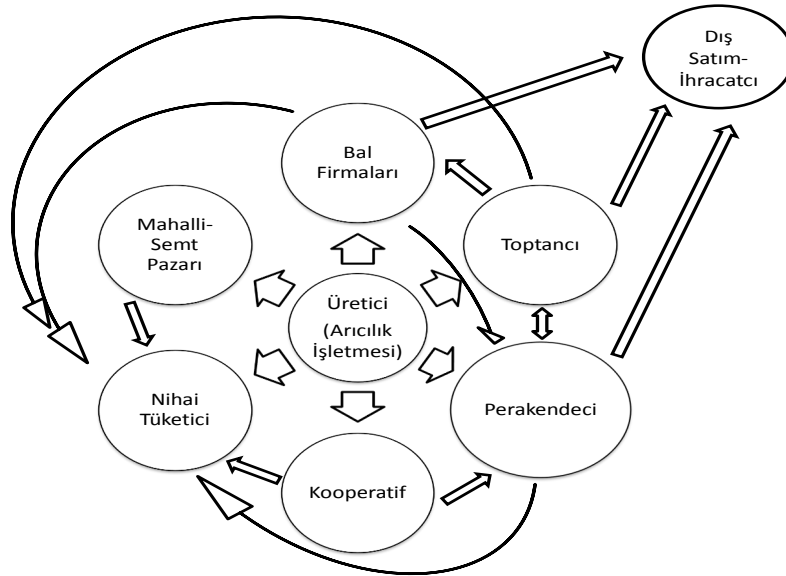 Dış
Satım-
İhracatcı
Bal
Firmaları
Mahalli-
Semt
Pazarı
Toptancı
Üretici
(Arıcılık
İşletmesi)
Nihai
Tüketici
Perakendeci
Kooperatif